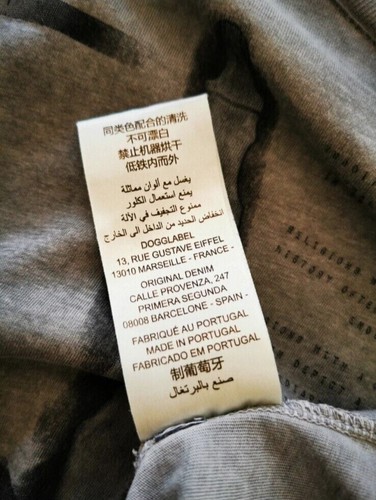 同类色配合的清洗
不可漂白
禁止机器烘干
低铁内而外
يغسل مع ألوان مماثلة
يمنع استعمال الكلور
ممنوع التجفيف في الآلة
انخفاض الحديد من الداخل الى الخارج
DOGGLABEL
13, RUE GUSTAVE EIFFEL
13010 MARSEILLE - FRANCE -
ORIGINAL DENIM
CALLE PROVENZA, 247
PRIMERA SEGUNDA
08008 BARCELONE - SPAIN -
FABRIQUÉ AU PORTUGAL
MADE IN PORTUGAL
FABRICADO EM PORTUGAL
制葡萄牙
صنع بالبرتغال